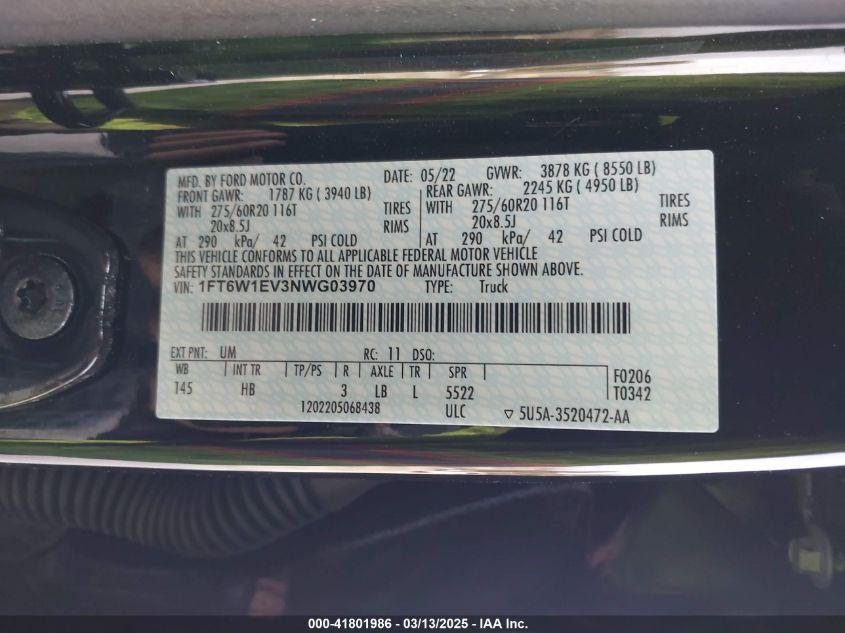 MFD. BY FORD MOTOR CO. DATE: 05/22 GVWR: 3878 KG ( 8550 LB)
FRONT GAWR: 1787 KG ( 3940 LB) REAR GAWR: 2245 KG ( 4950 LB)
WITH 275/60R20 116T TIRES WITH 275/60R20 116T TIRES
20x8.5J RIMS 20x8.5J RIMS
AT 290 kPa/ 42 PSI COLD AT 290 kPa/ 42 PSI COLD
THIS VEHICLE CONFORMS TO ALL APPLICABLE FEDERAL MOTOR VEHICLE
SAFETY STANDARDS IN EFFECT ON THE DATE OF MANUFACTURE SHOWN ABOVE.
VIN: 1FT6W1EV3NWG03970 TYPE: Truck
EXT PNT: UM RC: 11 DSO:
WB INT TR TP/PS R AXLE TR SPR F0206
145 HB 3 LB L 5522 T0342
1202205068438 ULC ▽ 5U5A-3520472-AA
000-41801986 - 03/13/2025 - IAA Inc.